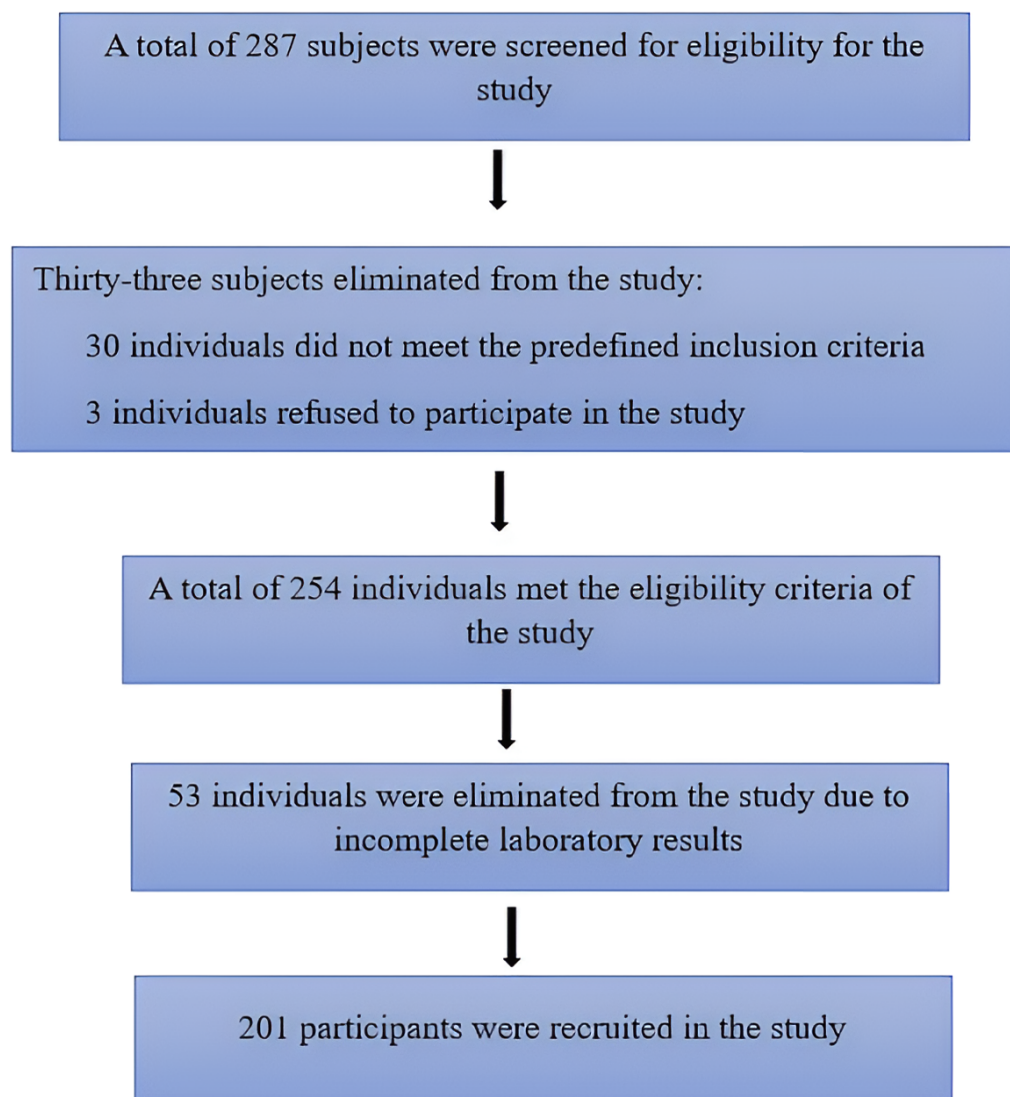 A total of 287 subjects were screened for eligibility for the
study
Thirty-three subjects eliminated from the study:
30 individuals did not meet the predefined inclusion criteria
3 individuals refused to participate in the study
A total of 254 individuals met the eligibility criteria of
the study
53 individuals were eliminated from the study due to
incomplete laboratory results
201 participants were recruited in the study